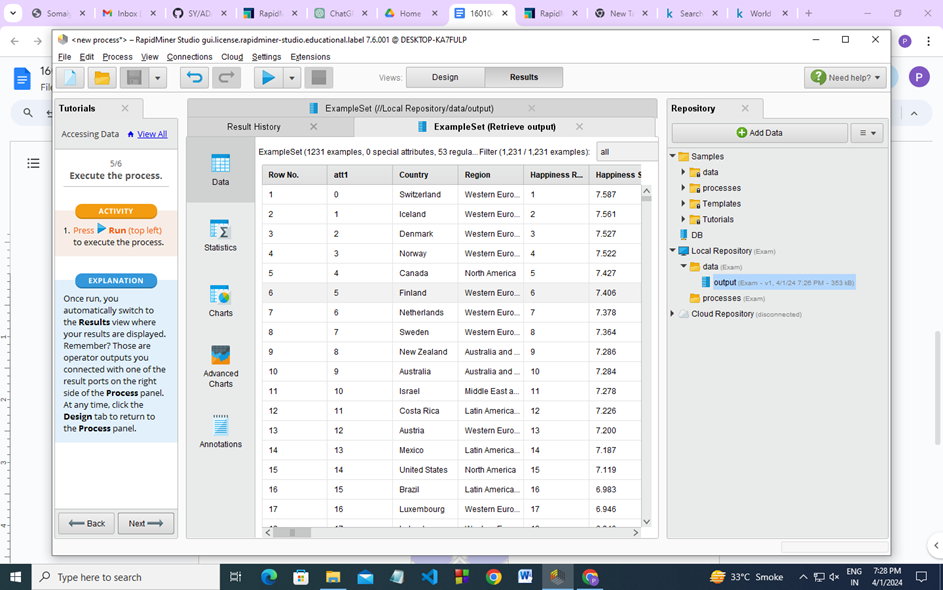 Somai
Inbox
SY/AD
RapidM
ChatG
Home
16010
RapidM
New T
Search
World
<new process*> – RapidMiner Studio gui.license.rapidminer-studio.educational.label 7.6.001 @ DESKTOP-KA7FULP
P
File Edit Process View Connections Cloud Settings Extensions
16
File
Views:
Design
Results
Need help?
P
Tutorials
Accessing Data
View All
5/6
Execute the process.
ACTIVITY
1. Press Run (top left)
to execute the process.
EXPLANATION
Once run, you
automatically switch to
the Results view where
your results are displayed.
Remember? Those are
operator outputs you
connected with one of the
result ports on the right
side of the Process panel.
At any time, click the
Design tab to return to
the Process panel.
Back
Next
ExampleSet (//Local Repository/data/output)
Result History
ExampleSet (Retrieve output)
Data
Statistics
Charts
Advanced
Charts
Annotations
ExampleSet (1231 examples, 0 special attributes, 53 regula... Filter (1,231 / 1,231 examples): all
Row No. att1 Country Region Happiness R... Happiness S
1 0 Switzerland Western Euro... 1 7.587
2 1 Iceland Western Euro... 2 7.561
3 2 Denmark Western Euro... 3 7.527
4 3 Norway Western Euro... 4 7.522
5 4 Canada North America 5 7.427
6 5 Finland Western Euro... 6 7.406
7 6 Netherlands Western Euro... 7 7.378
8 7 Sweden Western Euro... 8 7.364
9 8 New Zealand Australia and ... 9 7.286
10 9 Australia Australia and ... 10 7.284
11 10 Israel Middle East a... 11 7.278
12 11 Costa Rica Latin America... 12 7.226
13 12 Austria Western Euro... 13 7.200
14 13 Mexico Latin America... 14 7.187
15 14 United States North America 15 7.119
16 15 Brazil Latin America... 16 6.983
17 16 Luxembourg Western Euro... 17 6.946
Repository
Add Data
Samples
data
processes
Templates
Tutorials
DB
Local Repository (Exam)
data (Exam)
output (Exam – v1, 4/1/24 7:26 PM – 353 kB)
processes (Exam)
Cloud Repository (disconnected)
Type here to search
33°C Smoke
ENG
IN
7:28 PM
4/1/2024